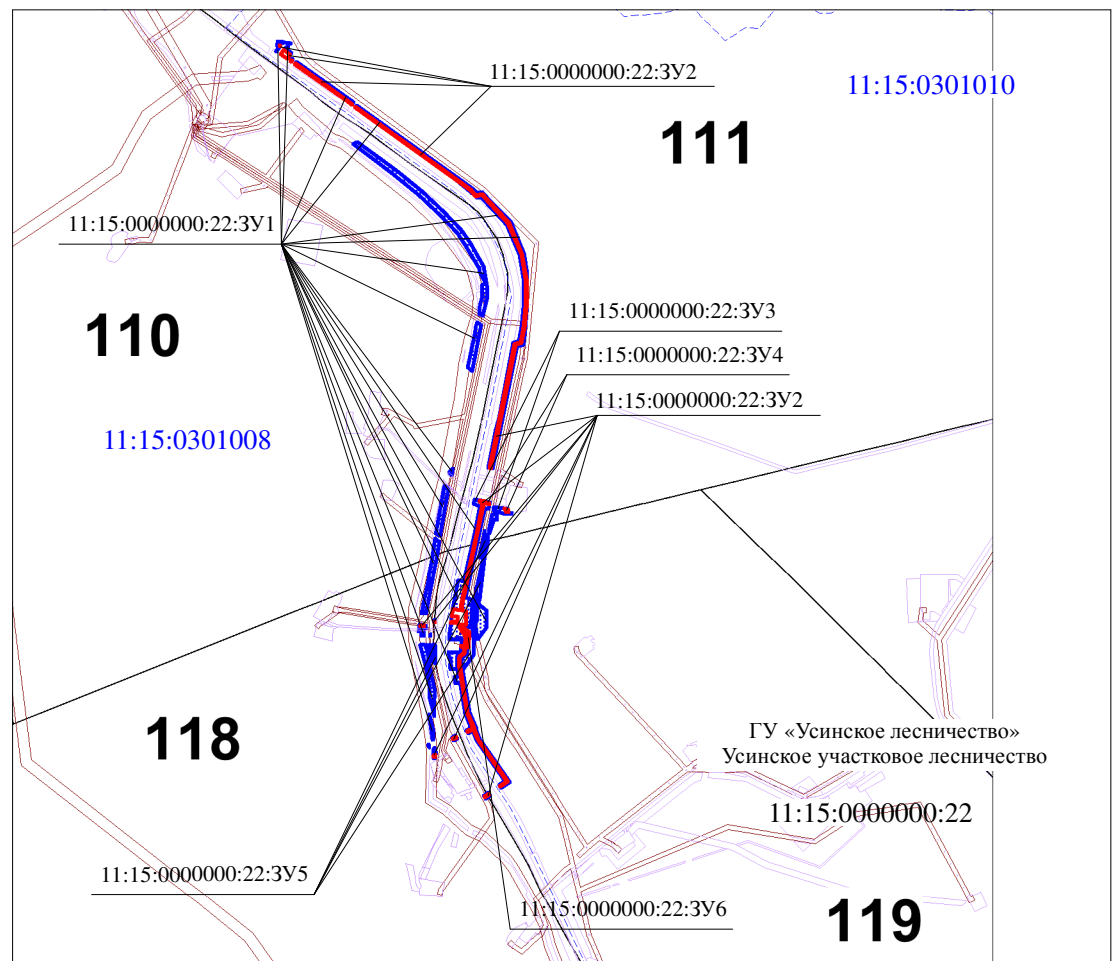 11:15:0000000:22:ЗУ2
11:15:0301010
111
11:15:0000000:22:ЗУ1
11:15:0000000:22:ЗУ3
110
11:15:0000000:22:ЗУ4
11:15:0000000:22:ЗУ2
11:15:0301008
118
ГУ «Усинское лесничество»
Усинское участковое лесничество
11:15:0000000:22
11:15:0000000:22:ЗУ5
11:15:0000000:22:ЗУ6
119